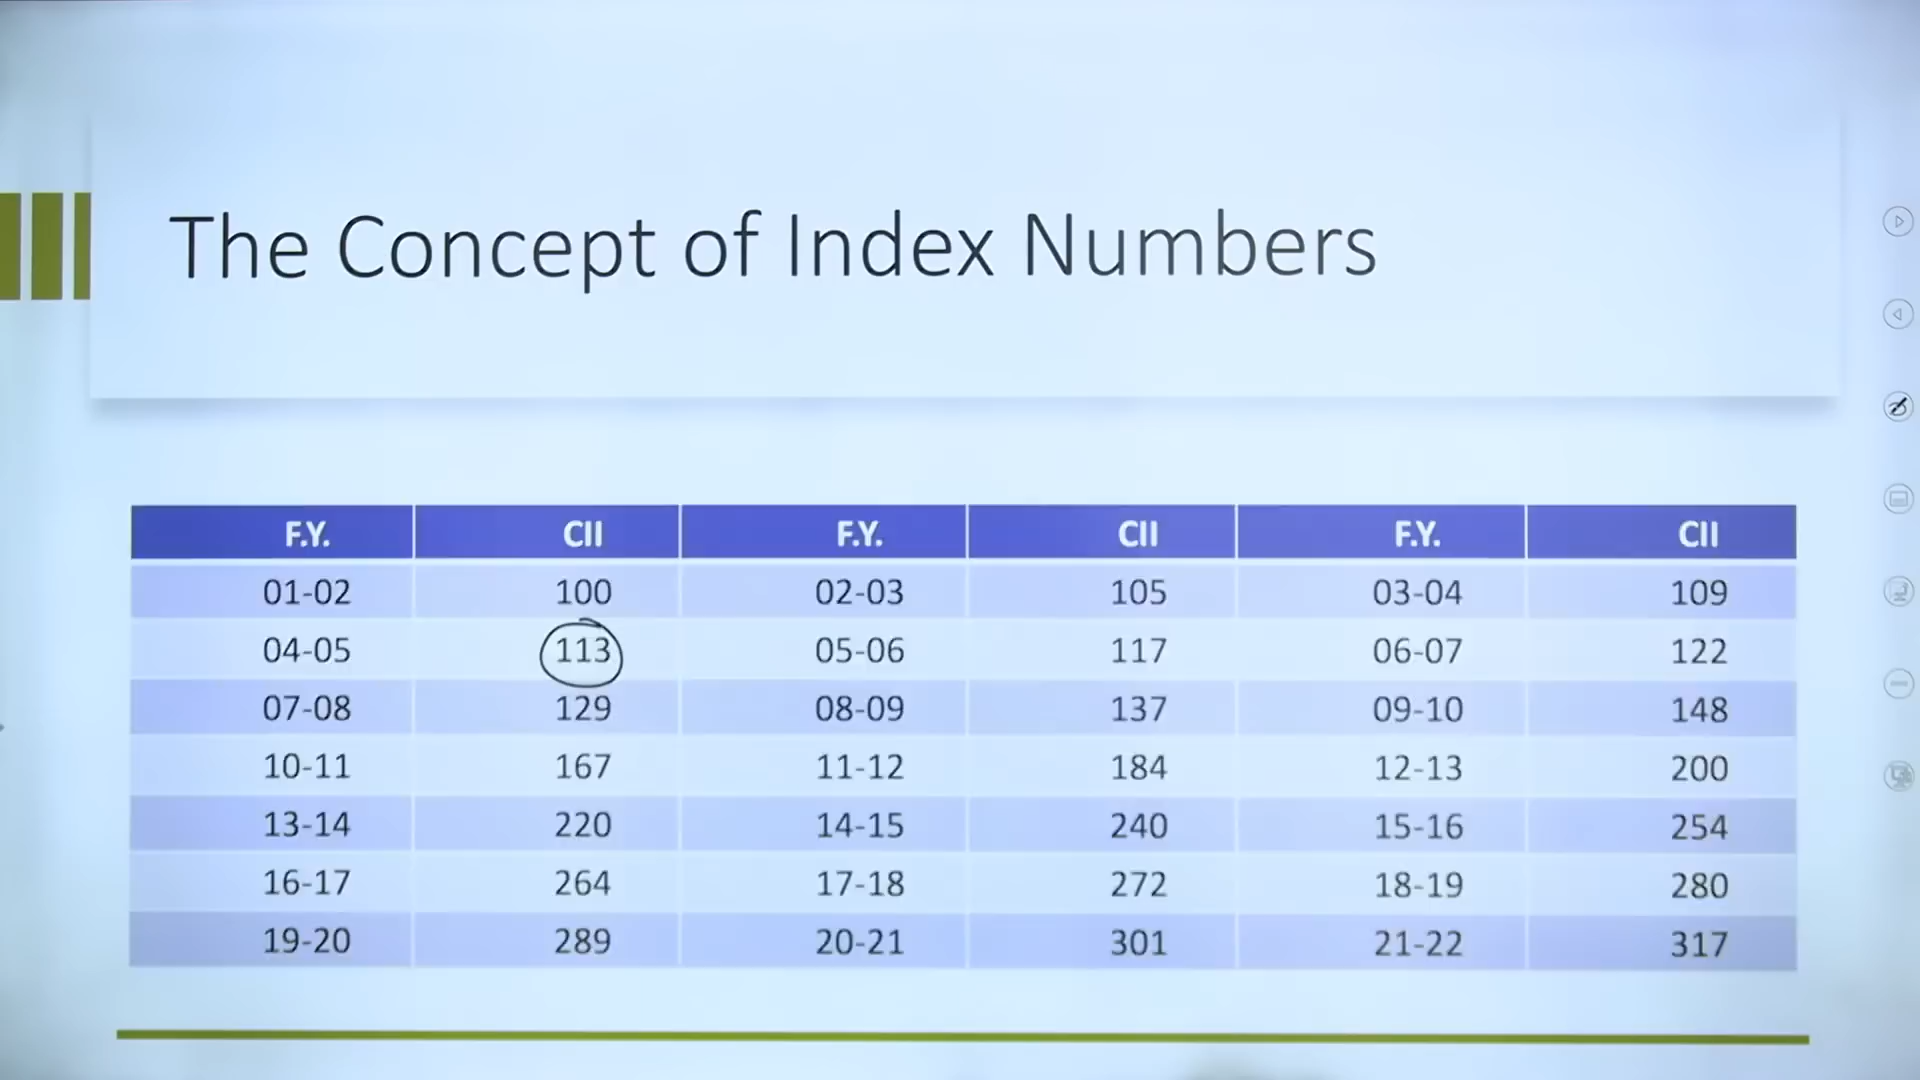 The Concept of Index Numbers
F.Y. CII F.Y. CII F.Y. CII
01-02 100 02-03 105 03-04 109
04-05 113 05-06 117 06-07 122
07-08 129 08-09 137 09-10 148
10-11 167 11-12 184 12-13 200
13-14 220 14-15 240 15-16 254
16-17 264 17-18 272 18-19 280
19-20 289 20-21 301 21-22 317